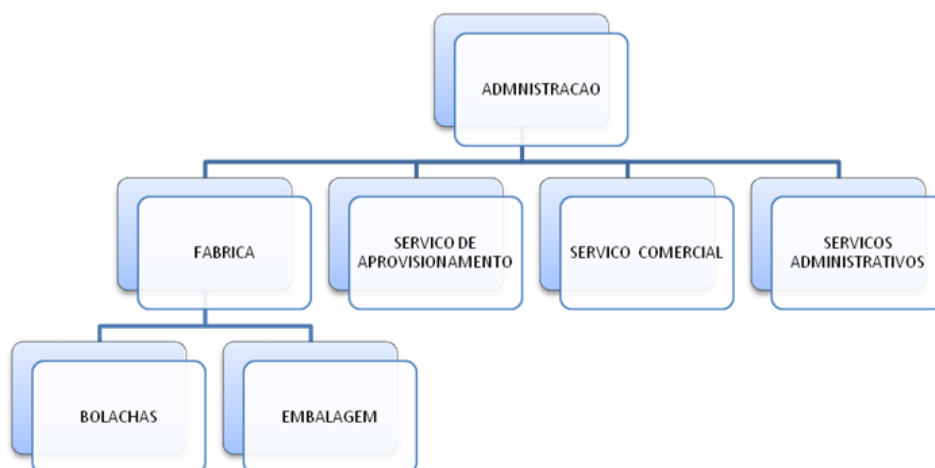 ADMNISTRACAO
FABRICA
SERVICO DE
APROVISIONAMENTO
SERVICO COMERCIAL
SERVICOS
ADMINISTRATIVOS
BOLACHAS
EMBALAGEM